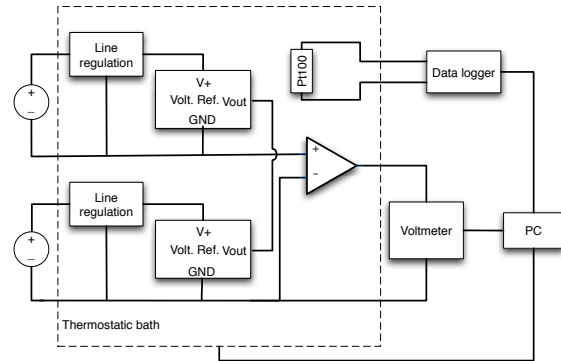 Line
regulation
+
−
V+
Volt. Ref. Vout
GND
Pt100
Data logger
+
−
Line
regulation
+
−
V+
Volt. Ref. Vout
GND
Voltmeter
PC
Thermostatic bath